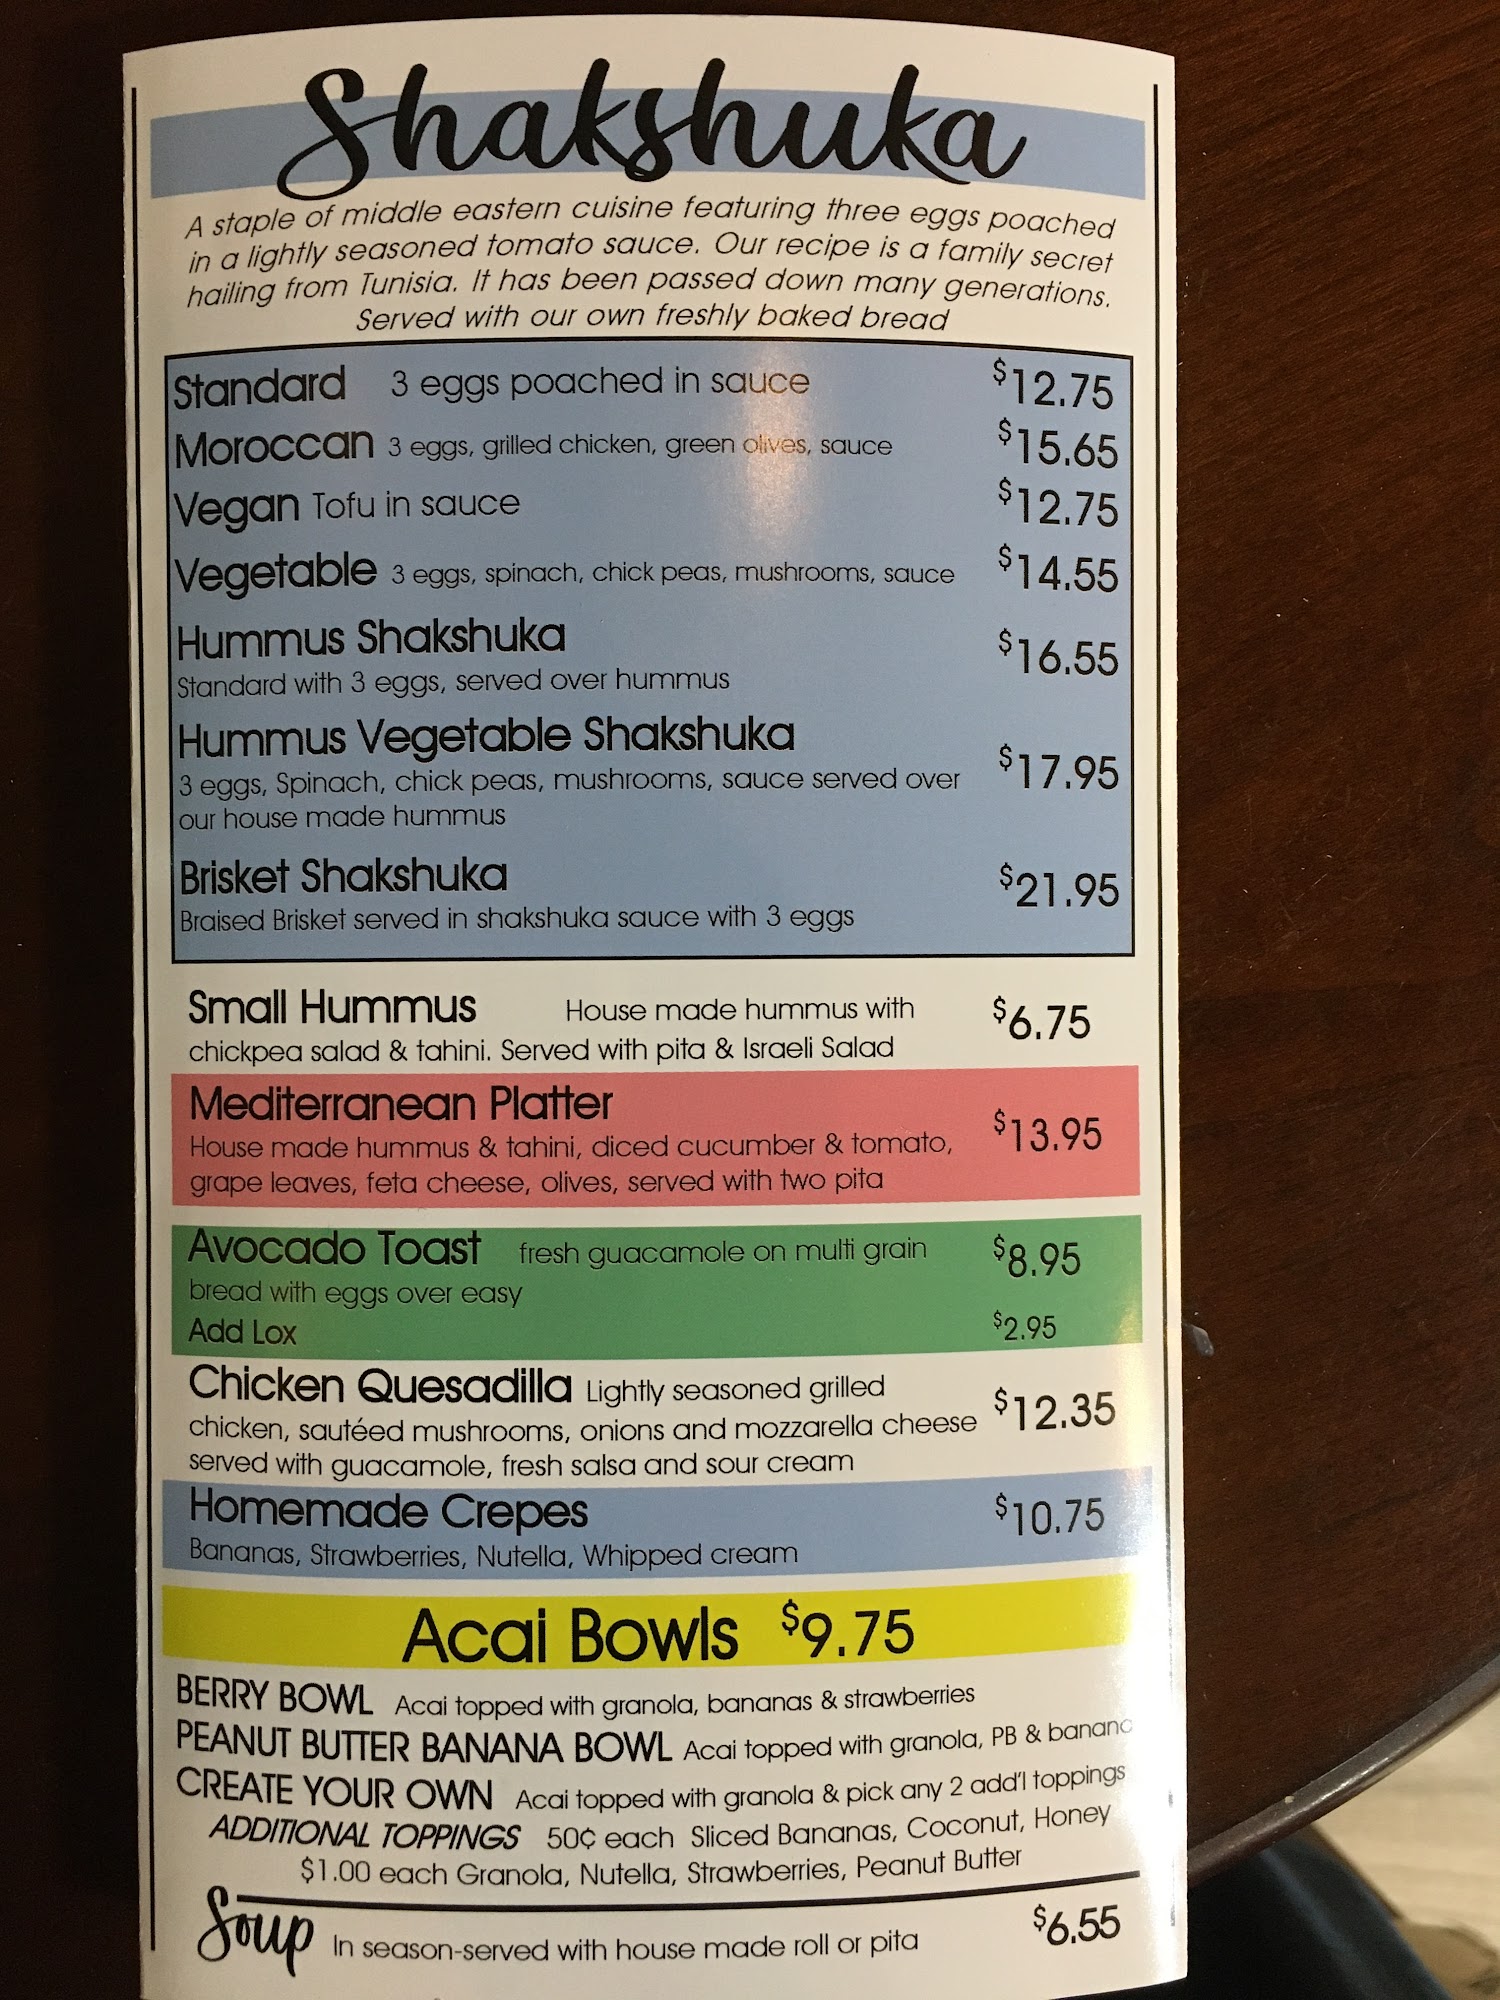 Shakshuka
A staple of middle eastern cuisine featuring three eggs poached
in a lightly seasoned tomato sauce. Our recipe is a family secret
hailing from Tunisia. It has been passed down many generations.
Served with our own freshly baked bread
Standard 3 eggs poached in sauce $12.75
Moroccan 3 eggs, grilled chicken, green olives, sauce $15.65
Vegan Tofu in sauce $12.75
Vegetable 3 eggs, spinach, chick peas, mushrooms, sauce $14.55
Hummus Shakshuka $16.55
Standard with 3 eggs, served over hummus
Hummus Vegetable Shakshuka $17.95
3 eggs, Spinach, chick peas, mushrooms, sauce served over
our house made hummus
Brisket Shakshuka $21.95
Braised Brisket served in shakshuka sauce with 3 eggs
Small Hummus House made hummus with $6.75
chickpea salad & tahini. Served with pita & Israeli Salad
Mediterranean Platter $13.95
House made hummus & tahini, diced cucumber & tomato,
grape leaves, feta cheese, olives, served with two pita
Avocado Toast fresh guacamole on multi grain $8.95
bread with eggs over easy
Add Lox $2.95
Chicken Quesadilla Lightly seasoned grilled $12.35
chicken, sautéed mushrooms, onions and mozzarella cheese
served with guacamole, fresh salsa and sour cream
Homemade Crepes $10.75
Bananas, Strawberries, Nutella, Whipped cream
Acai Bowls $9.75
BERRY BOWL Acai topped with granola, bananas & strawberries
PEANUT BUTTER BANANA BOWL Acai topped with granola, PB & banana
CREATE YOUR OWN Acai topped with granola & pick any 2 add'l toppings
ADDITIONAL TOPPINGS 50¢ each Sliced Bananas, Coconut, Honey
$1.00 each Granola, Nutella, Strawberries, Peanut Butter
Soup In season-served with house made roll or pita $6.55